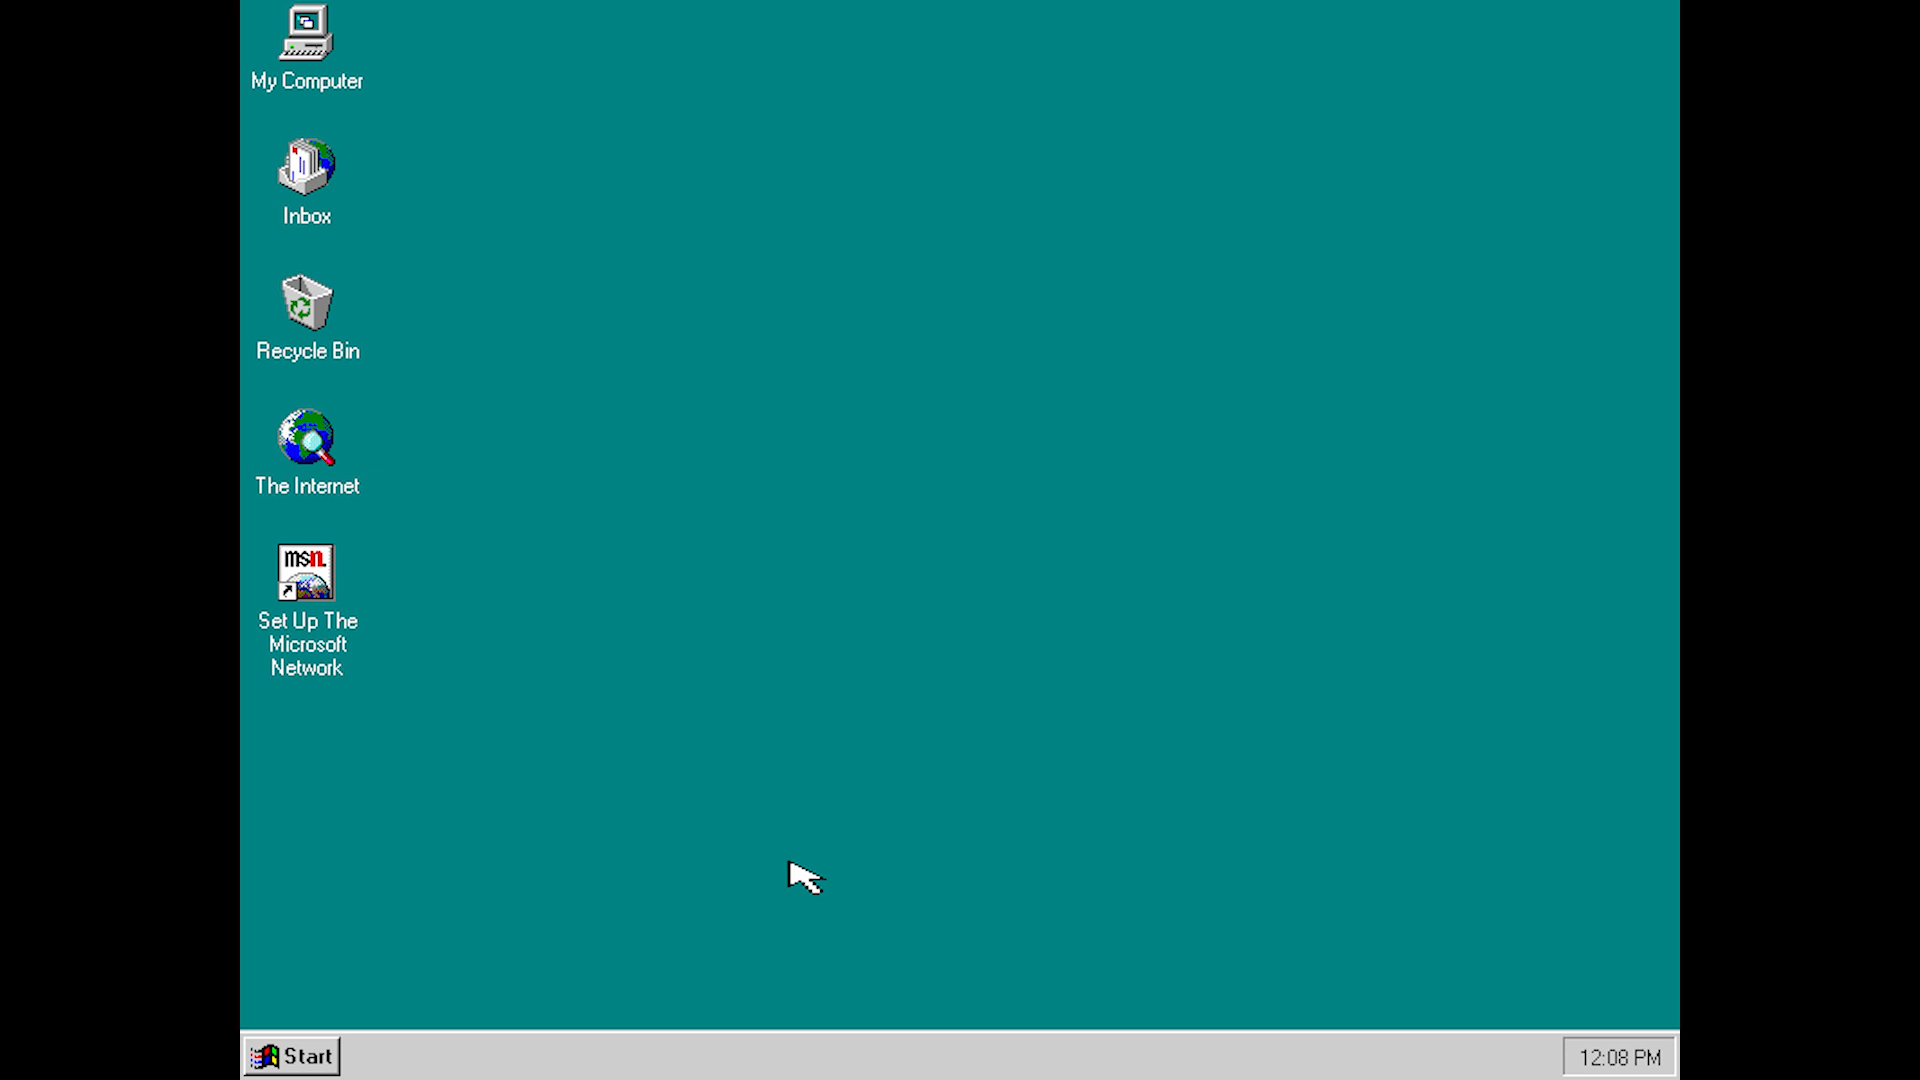 My Computer
Inbox
Recycle Bin
The Internet
msn.
Set Up The
Microsoft
Network
Start
12:08 PM